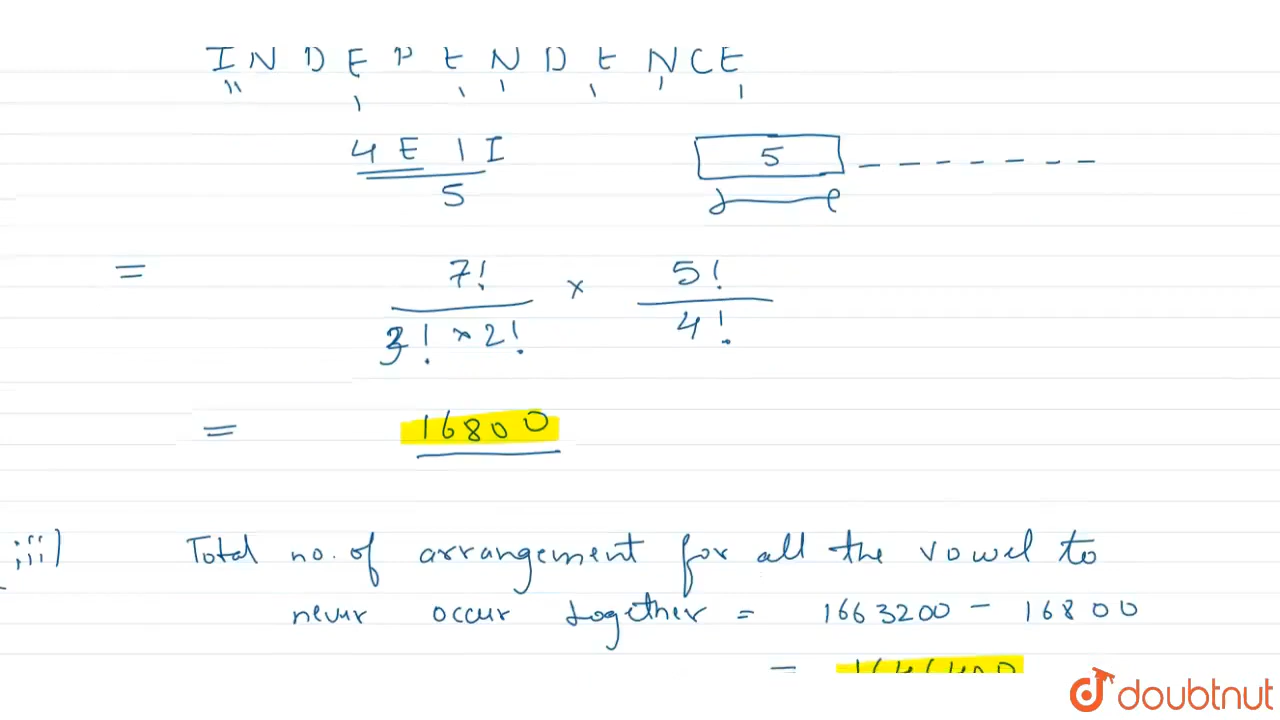 I N D E P E N D E N C E
4 E 1 I
5
5 _ _ _ _ _ _ _
= 7! / 3! × 2! × 5! / 4!
= 16800
iii) Total no. of arrangement for all the vowel to
never occur together = 1663200 - 16800
= 1646400
doubtnut